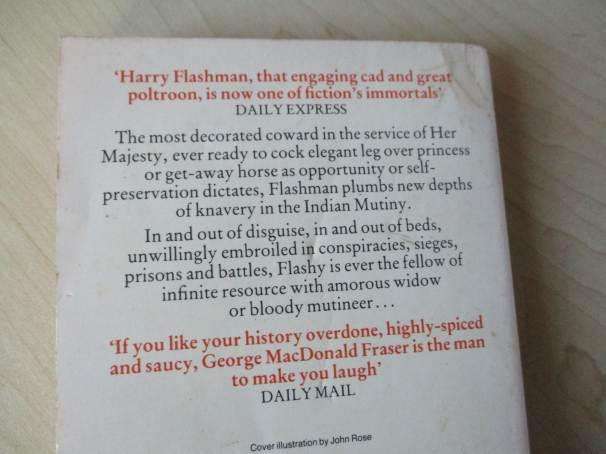 ‘Harry Flashman, that engaging cad and great
poltroon, is now one of fiction’s immortals’
DAILY EXPRESS
The most decorated coward in the service of Her
Majesty, ever ready to cock elegant leg over princess
or get-away horse as opportunity or self-
preservation dictates, Flashman plumbs new depths
of knavery in the Indian Mutiny.
In and out of disguise, in and out of beds,
unwillingly embroiled in conspiracies, sieges,
prisons and battles, Flashy is ever the fellow of
infinite resource with amorous widow
or bloody mutineer...
‘If you like your history overdone, highly-spiced
and saucy, George MacDonald Fraser is the man
to make you laugh’
DAILY MAIL
Cover illustration by John Rose